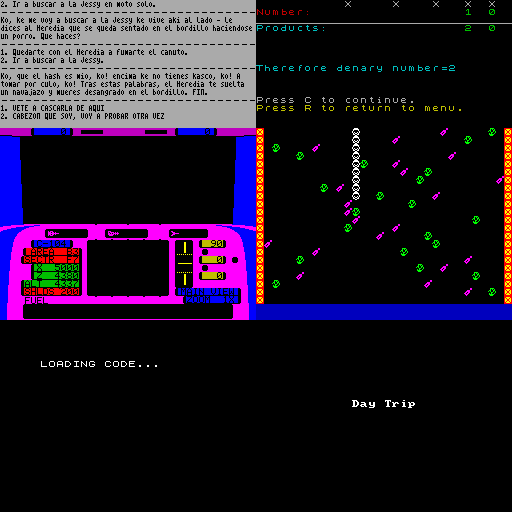 2. Ir a buscar a la Jessy en moto solo.
Ko, ke me voy a buscar a la Jessy ke vive aki al lado - le
dices al Heredia que se queda sentado en el bordillo haciendose
un porro. Que haces?
1. Quedarte con el Heredia a fumarte el canuto.
2. Ir a buscar a la Jessy.
Ko, que el hash es mio, ko! encima ke no tienes kasco, ko! A
tomar por culo, ko! Tras estas palabras, el Heredia te suelta
un navajazo y mueres desangrado en el bordillo. FIN.
1. VETE A CASCARLA DE AQUI
2. CABEZON QUE SOY, VOY A PROBAR OTRA VEZ
Number: 1 0
Products: 2 0
Therefore denary number=2
Press C to continue.
Press R to return to menu.
90
0
0
FUEL
LOADING CODE...
Day Trip